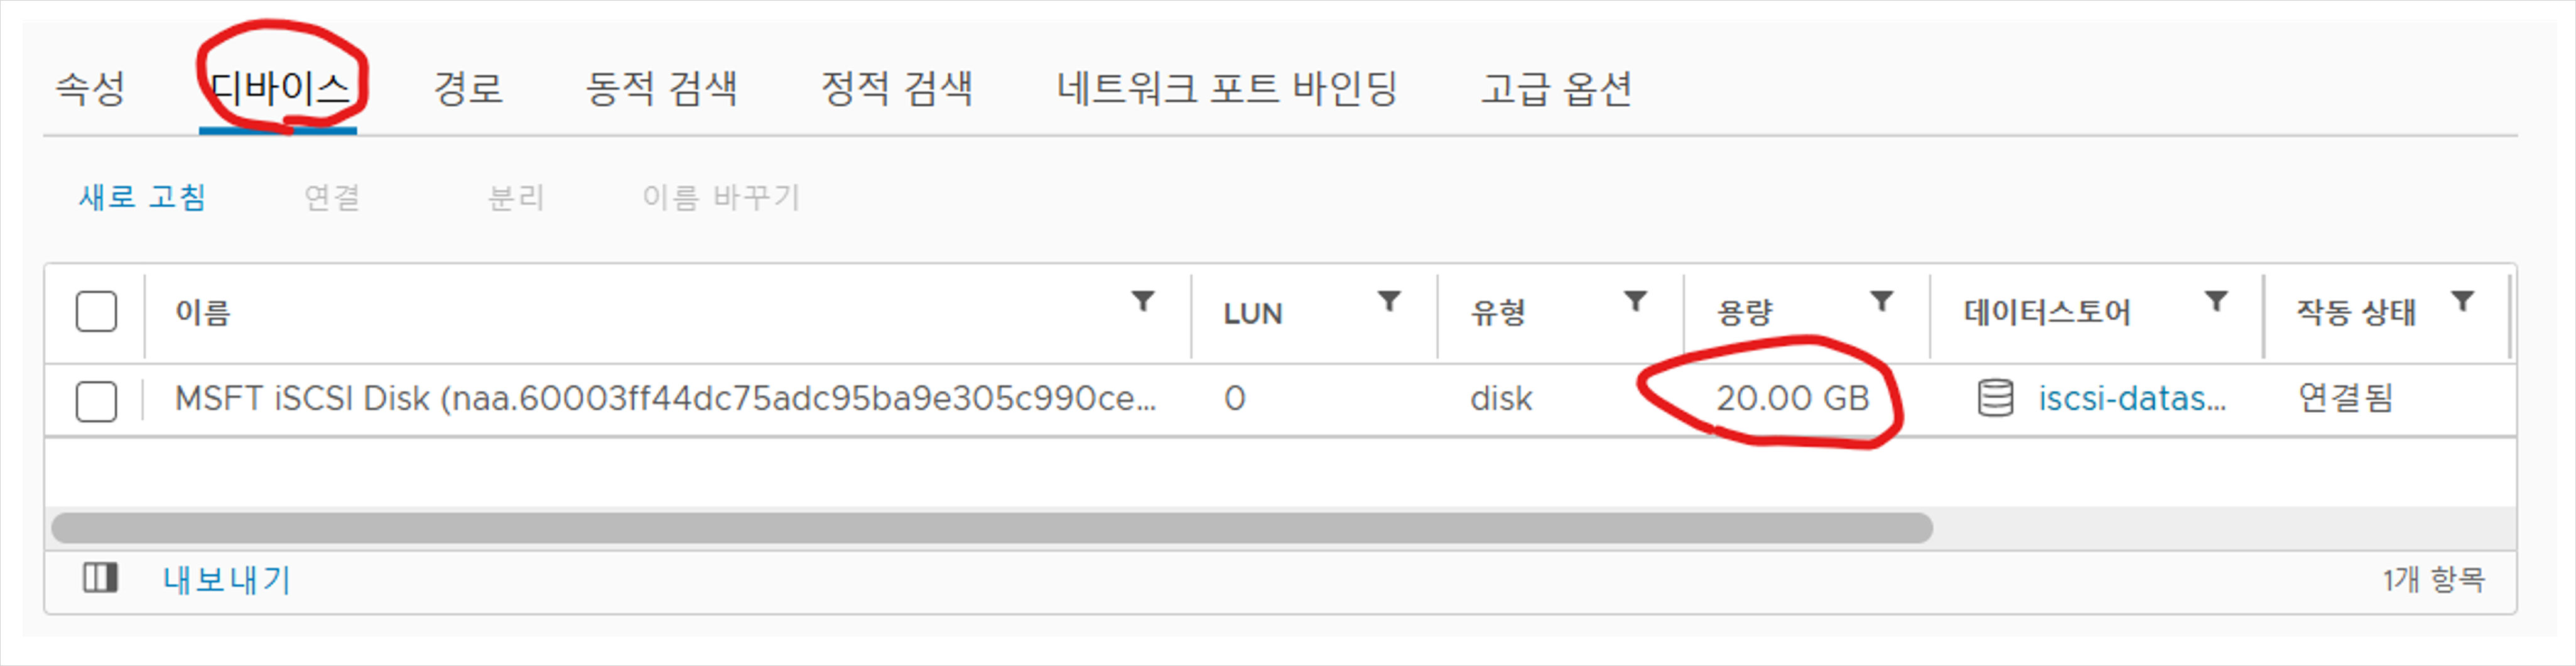 속성 디바이스 경로 동적 검색 정적 검색 네트워크 포트 바인딩 고급 옵션
새로 고침 연결 분리 이름 바꾸기
이름 LUN 유형 용량 데이터스토어 작동 상태
MSFT iSCSI Disk (naa.60003ff44dc75adc95ba9e305c990ce... 0 disk 20.00 GB iscsi-datas... 연결됨
내보내기 1개 항목